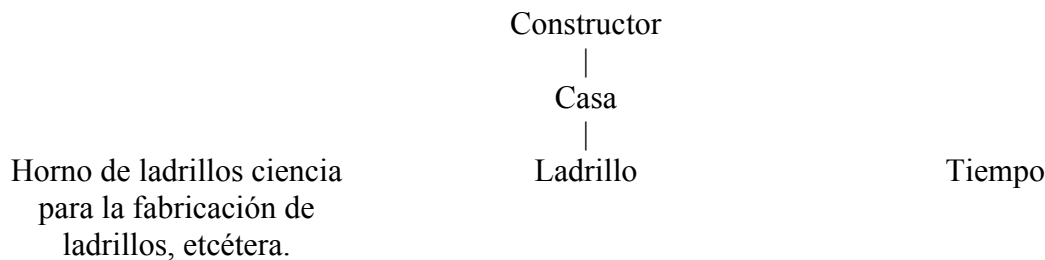 Constructor
|
Casa
|
Horno de ladrillos ciencia
para la fabricación de
ladrillos, etcétera.
Ladrillo
Tiempo